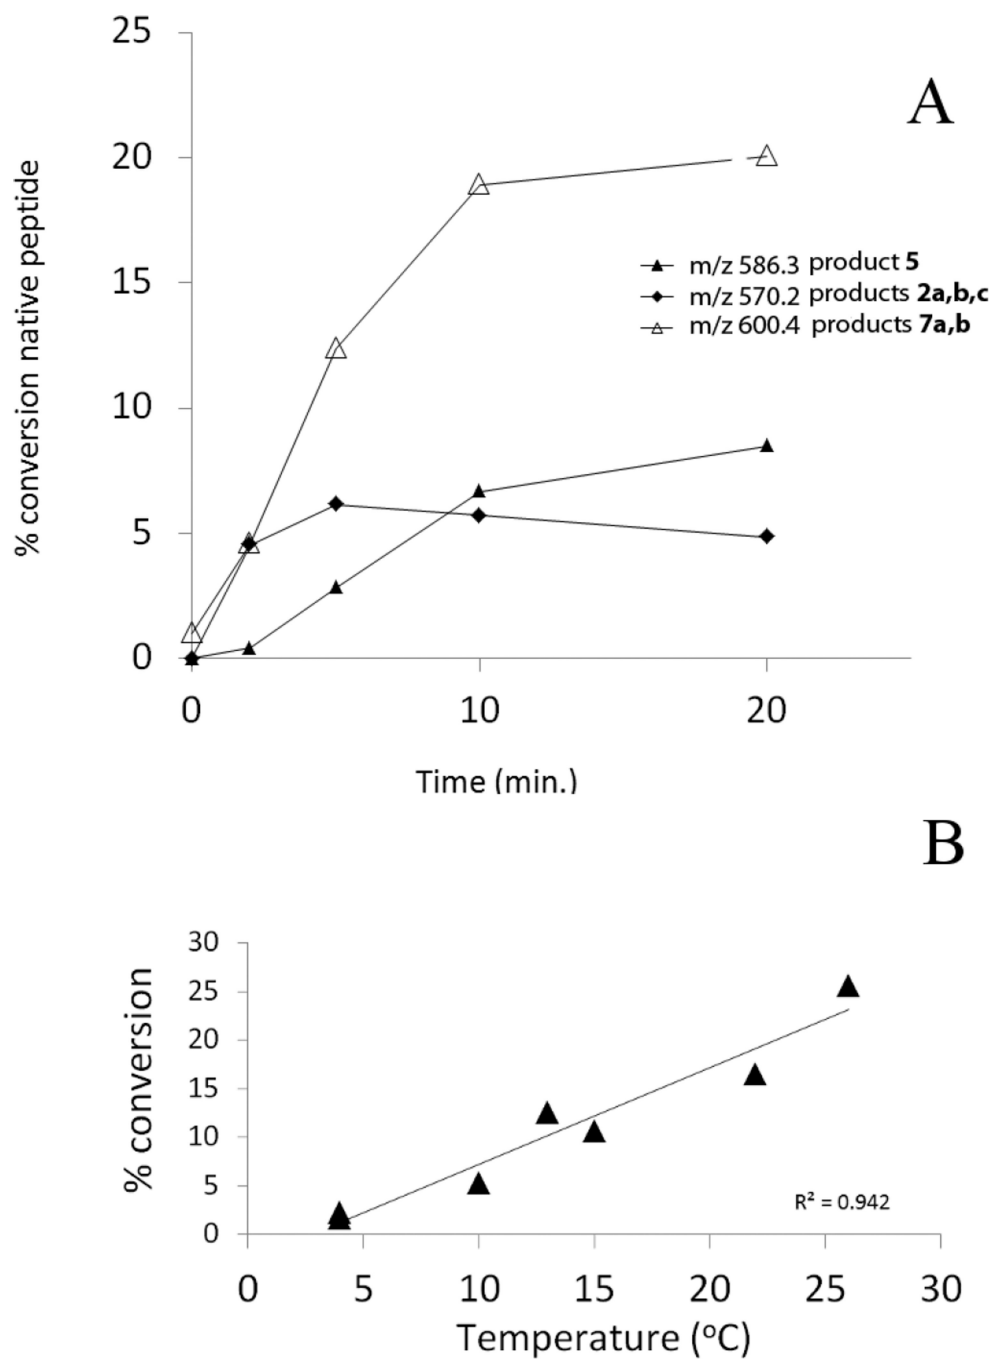 25
A
20
15
10
5
0
% conversion native peptide
m/z 586.3 product 5
m/z 570.2 products 2a,b,c
m/z 600.4 products 7a,b
0 10 20
Time (min.)
B
30
25
20
15
10
5
0
% conversion
R² = 0.942
0 5 10 15 20 25 30
Temperature (°C)